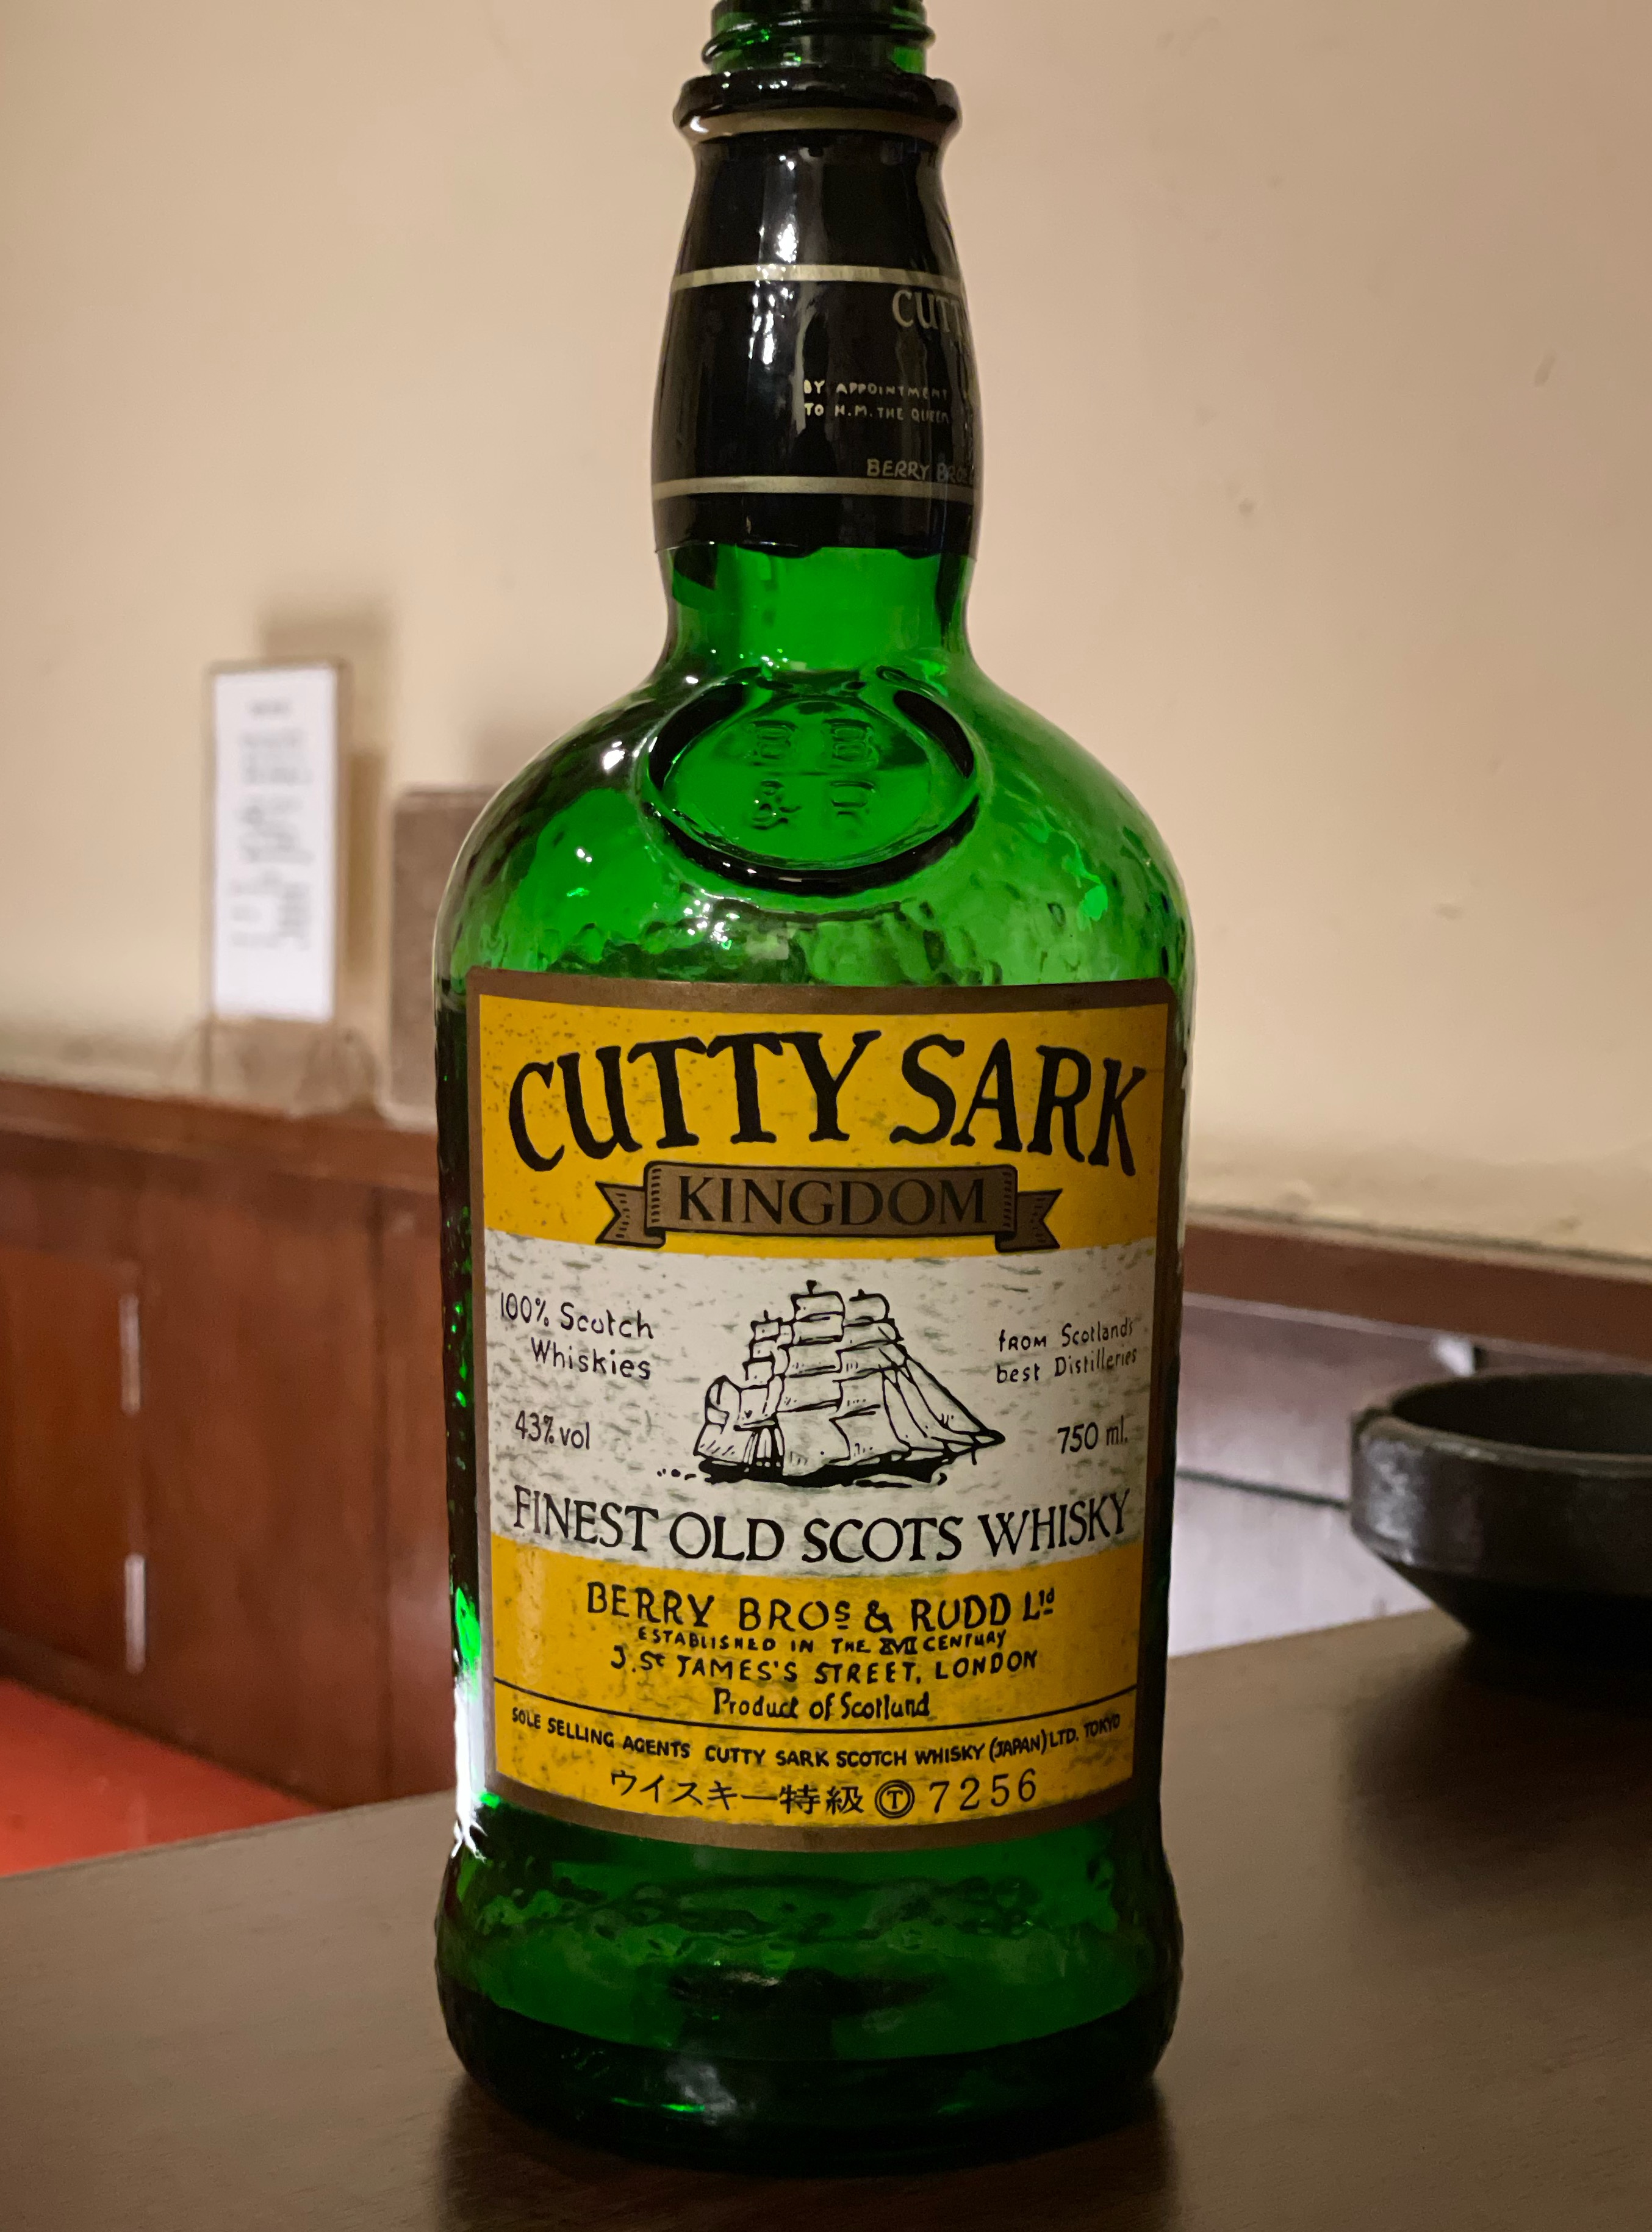 CUTT
BY APPOINTMENT
TO H.M. THE QUEEN
BERRY BROS
B B
& R
CUTTY SARK
KINGDOM
100% Scotch
Whiskies
FROM Scotland's
best Distilleries
43% vol
750 ml.
FINEST OLD SCOTS WHISKY
BERRY BROS & RUDD Ltd
ESTABLISHED IN THE XVII CENTURY
3. St JAMES'S STREET, LONDON
Product of Scotland
SOLE SELLING AGENTS CUTTY SARK SCOTCH WHISKY (JAPAN) LTD. TOKYO
ウイスキー特級 Ⓣ 7256